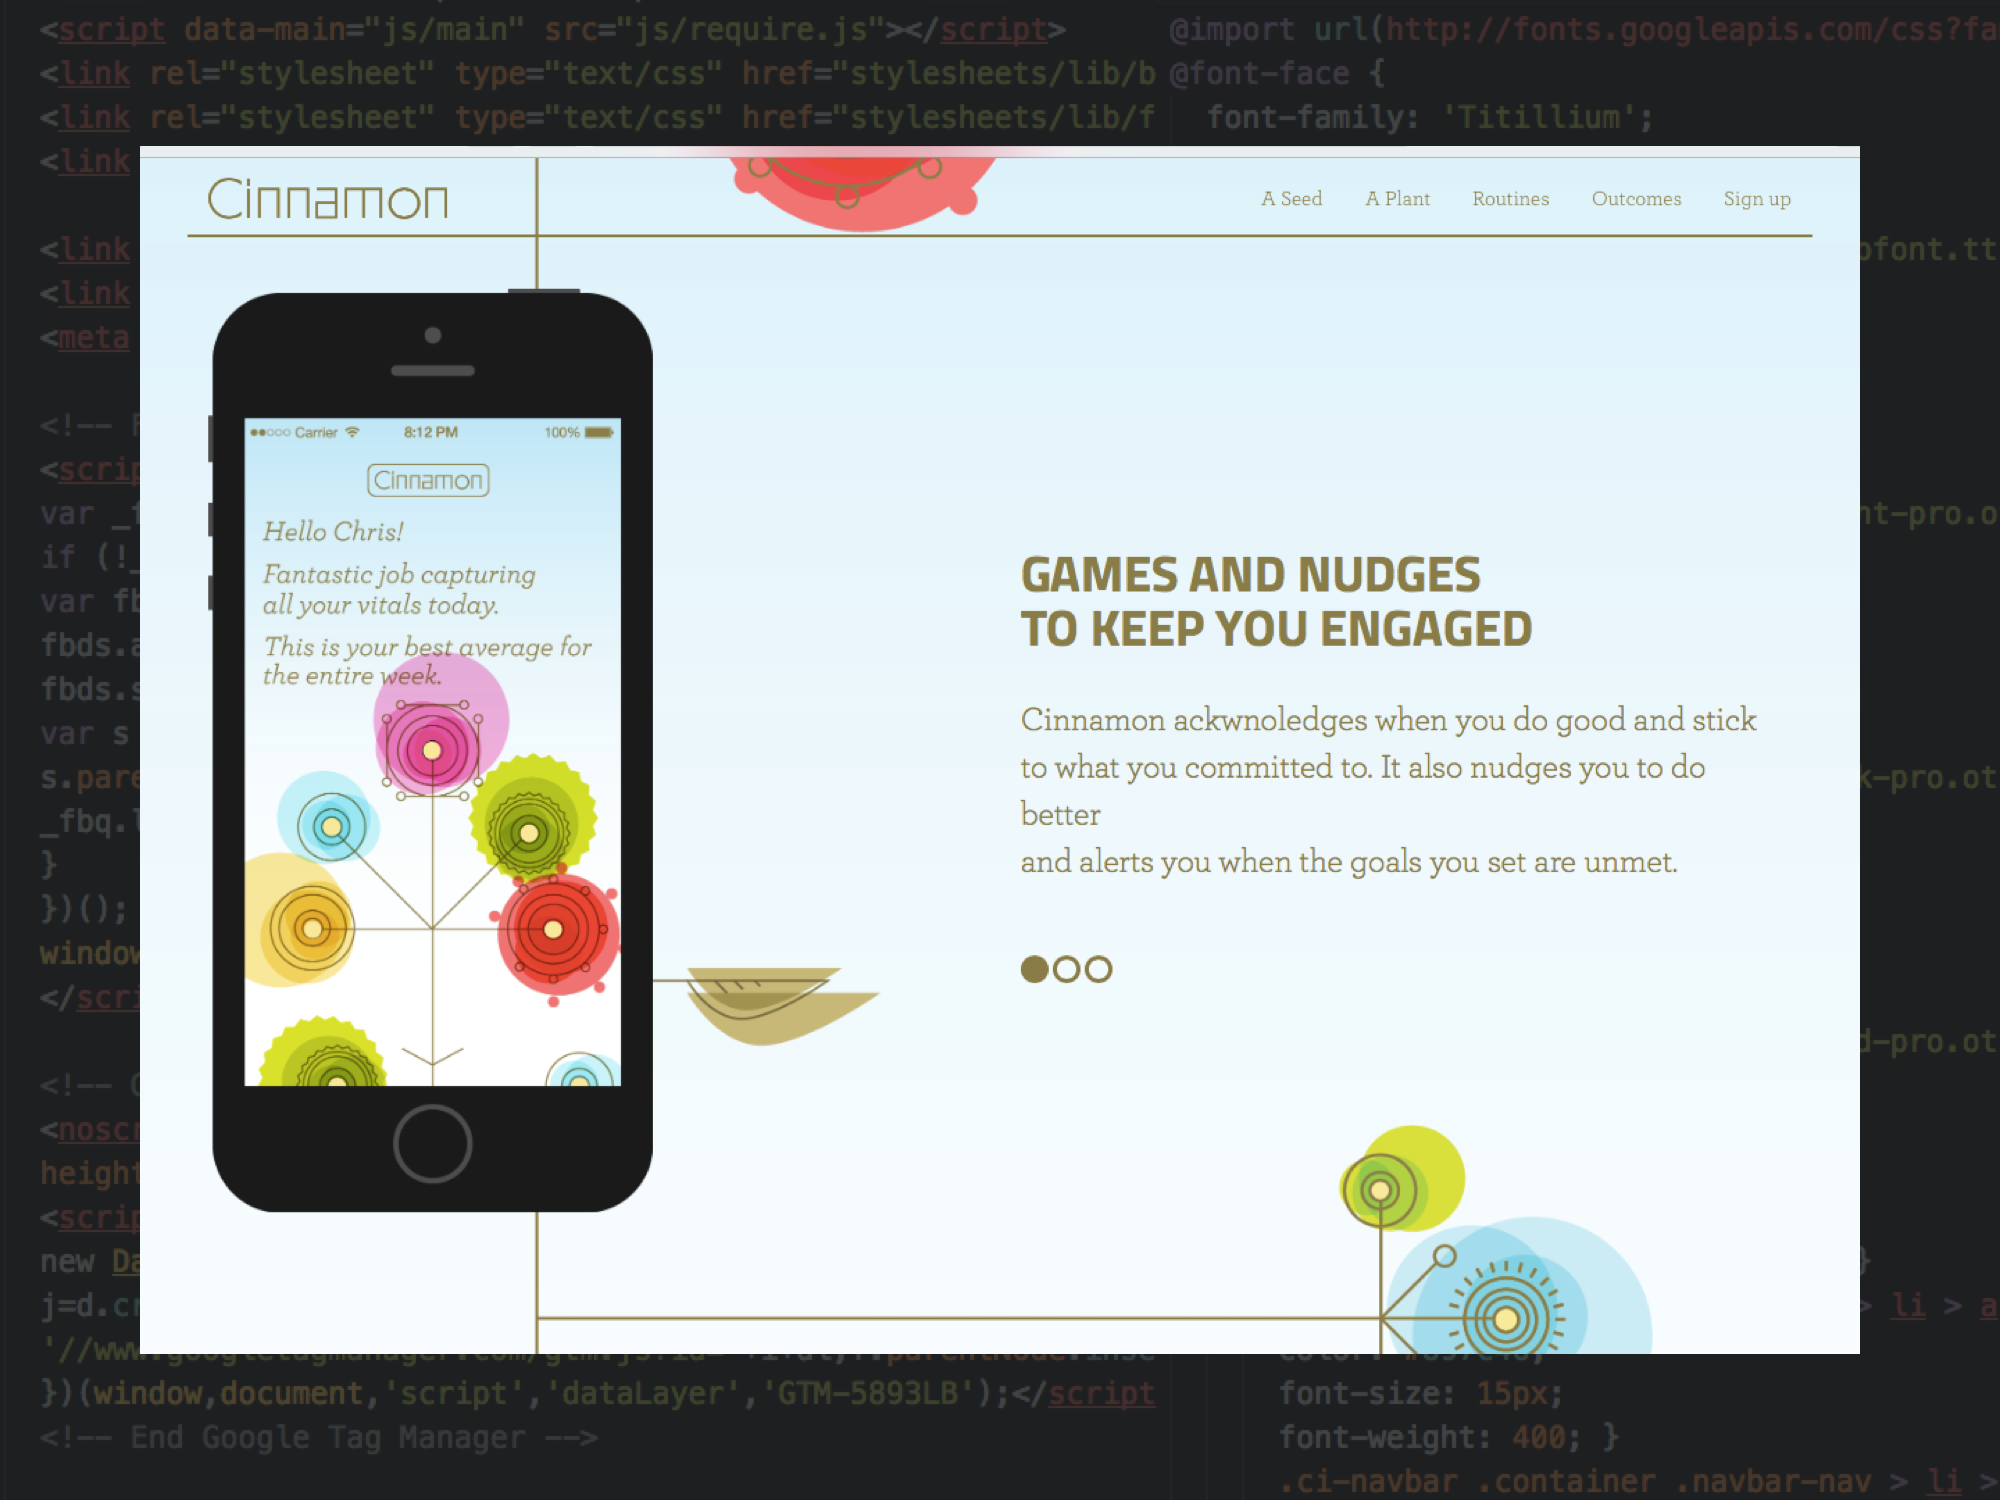 <script data-main="js/main" src="js/require.js"></script>
<link rel="stylesheet" type="text/css" href="stylesheets/lib/b
<link rel="stylesheet" type="text/css" href="stylesheets/lib/f
<link
<link
<link
<meta
<!--
<scrip
var
if (!
var fb
fbds.a
fbds.s
var s
s.pare
_fbq.
}
})();
window
</scri
<!--
<noscr
height
<scrip
new Da
j=d.cr
'//www.googletagmanager.com/gtm.js?id=
})(window,document,'script','dataLayer','GTM-5893LB');</script
<!-- End Google Tag Manager -->
@import url(http://fonts.googleapis.com/css?fa
@font-face {
font-family: 'Titillium';
font.tt
nt-pro.o
k-pro.ot
d-pro.ot
}
> li > a
font-size: 15px;
font-weight: 400; }
.ci-navbar .container .navbar-nav > li >
Cinnamon
A Seed A Plant Routines Outcomes Sign up
Carrier 8:12 PM 100%
Cinnamon
Hello Chris!
Fantastic job capturing
all your vitals today.
This is your best average for
the entire week.
GAMES AND NUDGES
TO KEEP YOU ENGAGED
Cinnamon ackwnoledges when you do good and stick
to what you committed to. It also nudges you to do
better
and alerts you when the goals you set are unmet.